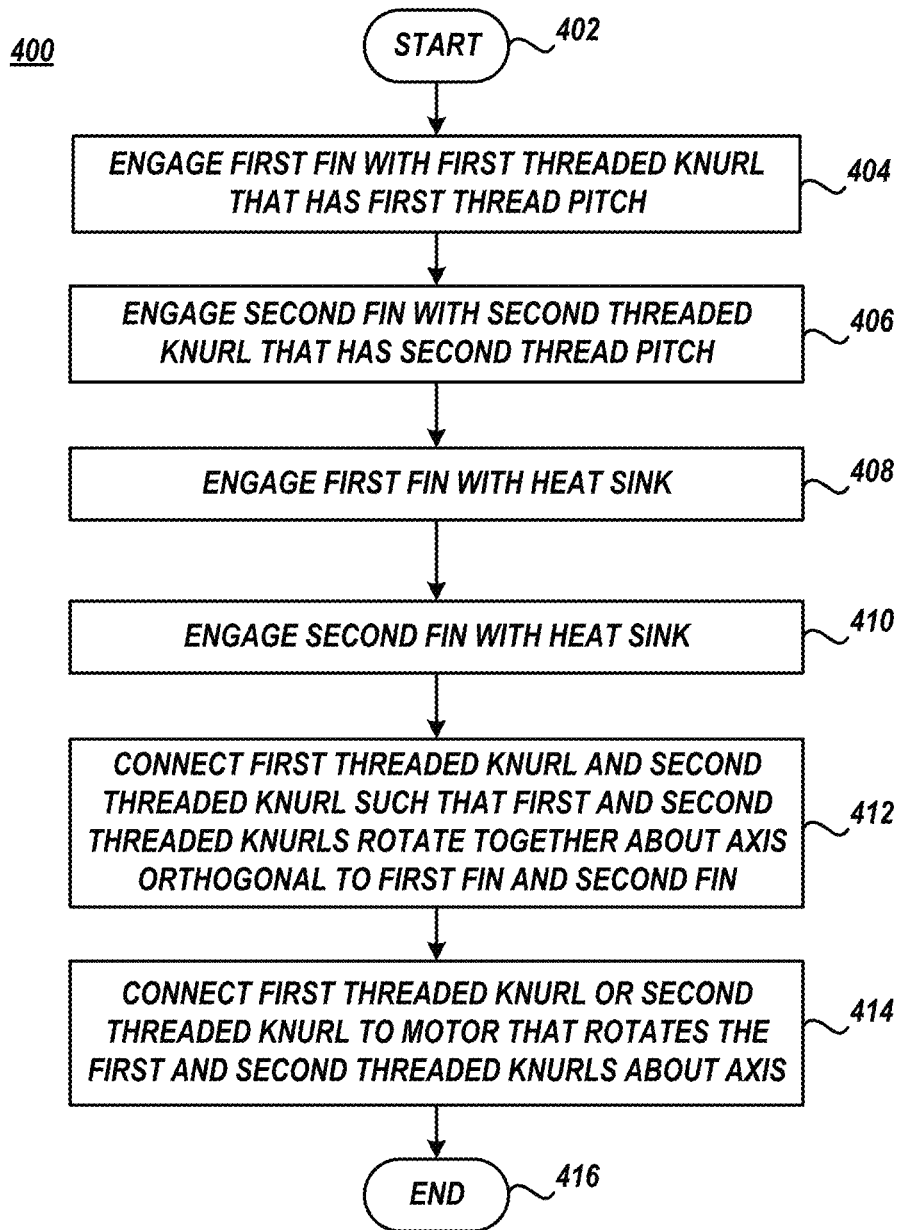 400
START
402
ENGAGE FIRST FIN WITH FIRST THREADED KNURL
THAT HAS FIRST THREAD PITCH
404
ENGAGE SECOND FIN WITH SECOND THREADED
KNURL THAT HAS SECOND THREAD PITCH
406
ENGAGE FIRST FIN WITH HEAT SINK
408
ENGAGE SECOND FIN WITH HEAT SINK
410
CONNECT FIRST THREADED KNURL AND SECOND
THREADED KNURL SUCH THAT FIRST AND SECOND
THREADED KNURLS ROTATE TOGETHER ABOUT AXIS
ORTHOGONAL TO FIRST FIN AND SECOND FIN
412
CONNECT FIRST THREADED KNURL OR SECOND
THREADED KNURL TO MOTOR THAT ROTATES THE
FIRST AND SECOND THREADED KNURLS ABOUT AXIS
414
END
416